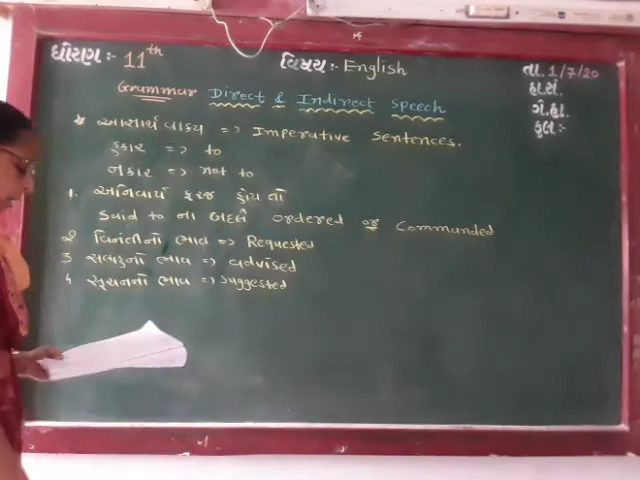 ધોરણ :- 11th
વિષય :- English
તા. 1/7/20
હા.સં.
ગે.હા.
કુલ :-
Grammar Direct & Indirect Speech
* આજ્ઞાર્થ વાક્ય => Imperative Sentences.
હકાર => to
નકાર => not to
1. અનિવાર્ય ફરજ હોય તો
Said to ના બદલે ordered or Commanded
2 વિનંતીનો ભાવ => Requested
3 સલાહનો ભાવ => advised
4 સૂચનનો ભાવ => suggested